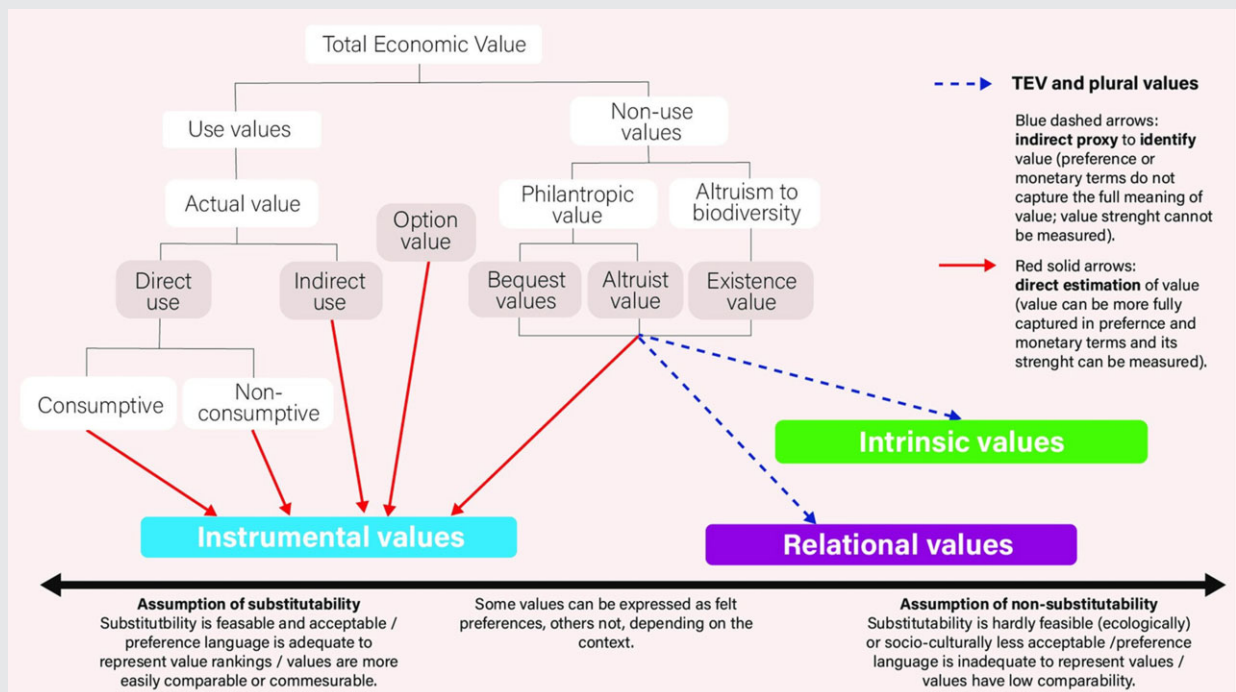 Total Economic Value
Use values
Non-use
values
Actual value
Option
value
Philantropic
value
Altruism to
biodiversity
Direct
use
Indirect
use
Bequest
values
Altruist
value
Existence
value
Consumptive
Non-
consumptive
TEV and plural values
Blue dashed arrows:
indirect proxy to identify
value (preference or
monetary terms do not
capture the full meaning of
value; value strenght cannot
be measured).
Red solid arrows:
direct estimation of value
(value can be more fully
captured in prefernce and
monetary terms and its
strenght can be measured).
Intrinsic values
Instrumental values
Relational values
Assumption of substitutability
Substitutbility is feasable and acceptable /
preference language is adequate to
represent value rankings / values are more
easily comparable or commesurable.
Some values can be expressed as felt
preferences, others not, depending on the
context.
Assumption of non-substitutability
Substitutability is hardly feasible (ecologically)
or socio-culturally less acceptable /preference
language is inadequate to represent values /
values have low comparability.